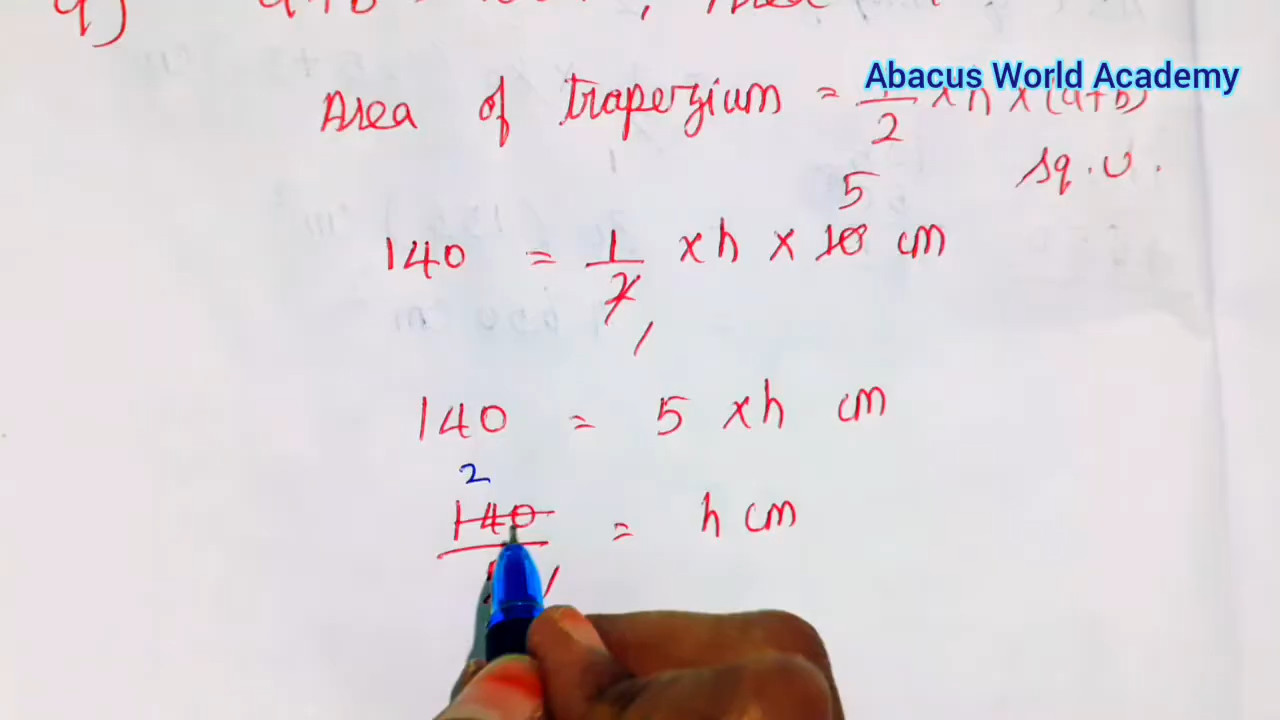 9)
Abacus World Academy
Area of trapezium = 1/2 × h × (a+b)
sq.u.
5
140 = 1/2 × h × 10 cm
1
140 = 5 × h cm
2
140 = h cm